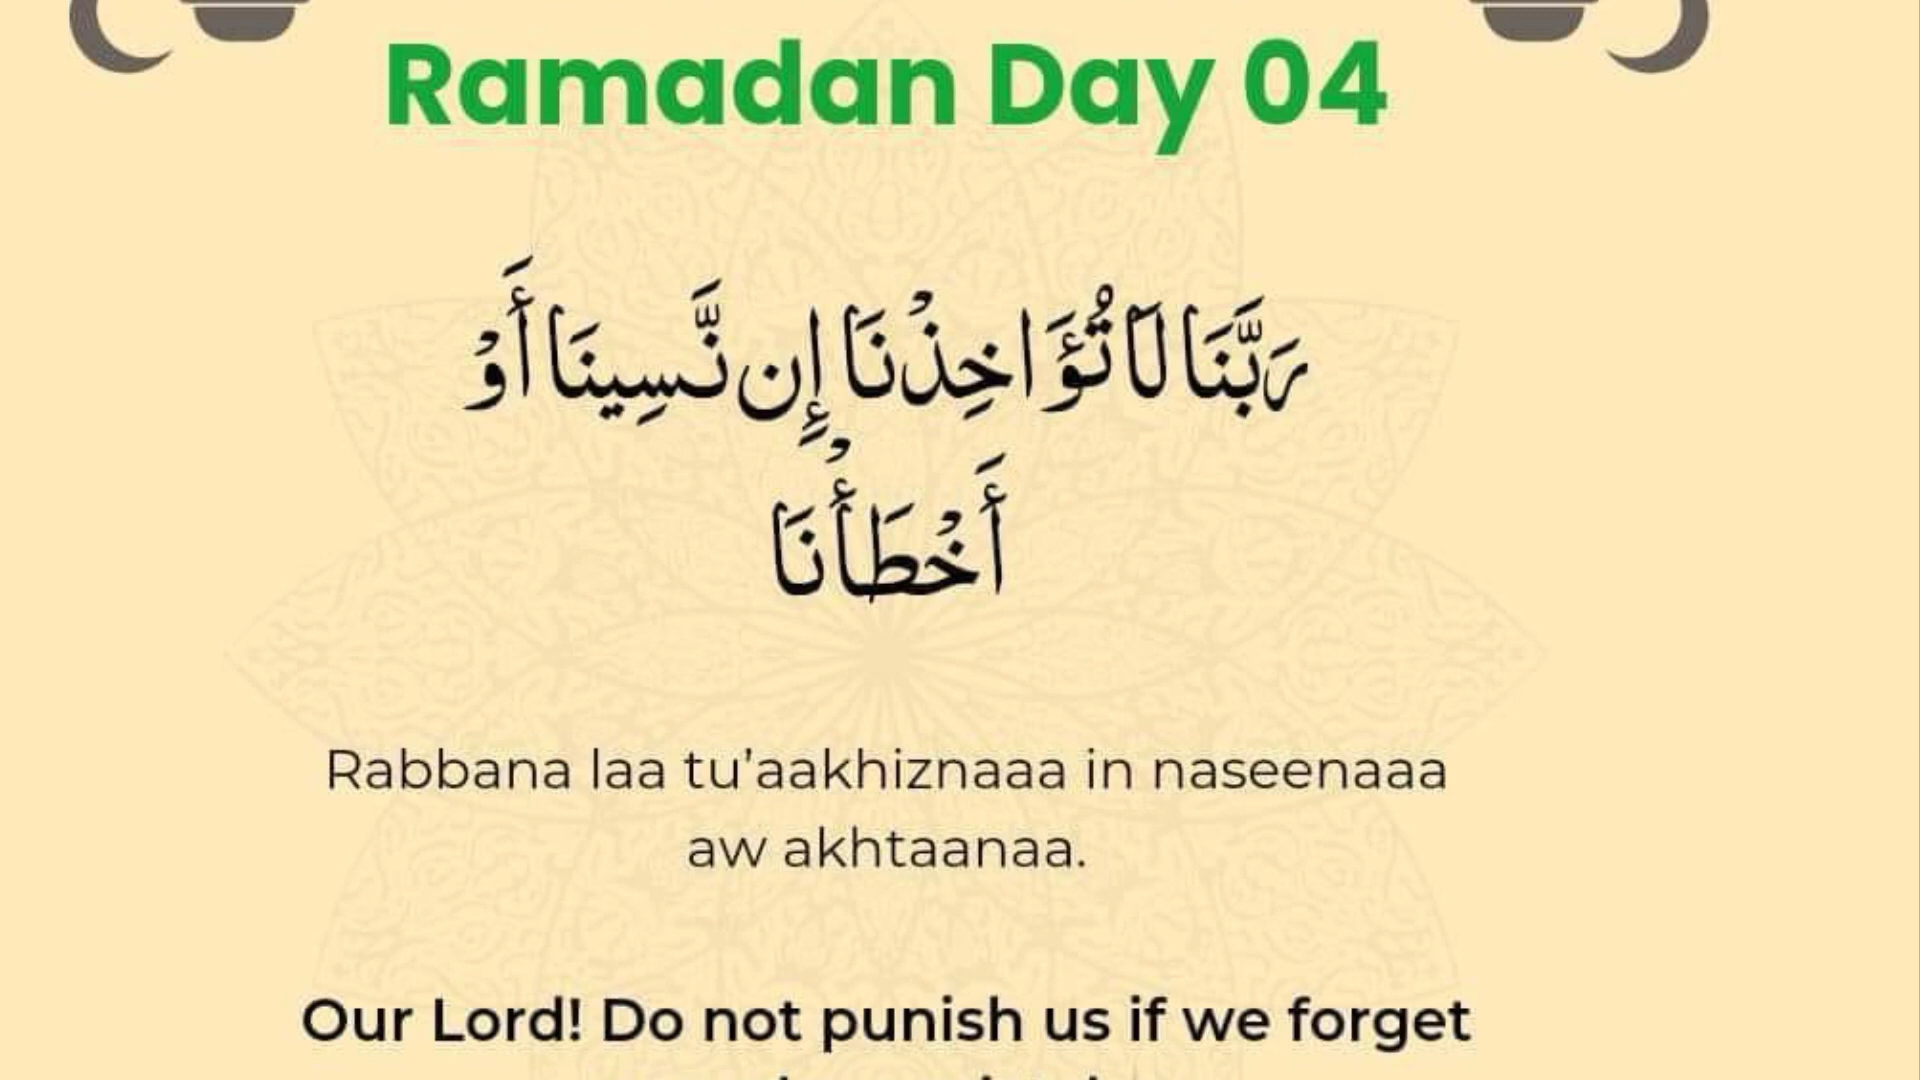 Ramadan Day 04
رَبَّنَا لَا تُؤَاخِذْنَا إِن نَّسِينَا أَوْ
أَخْطَأْنَا
Rabbana laa tu’aakhiznaaa in naseenaaa
aw akhtaanaa.
Our Lord! Do not punish us if we forget